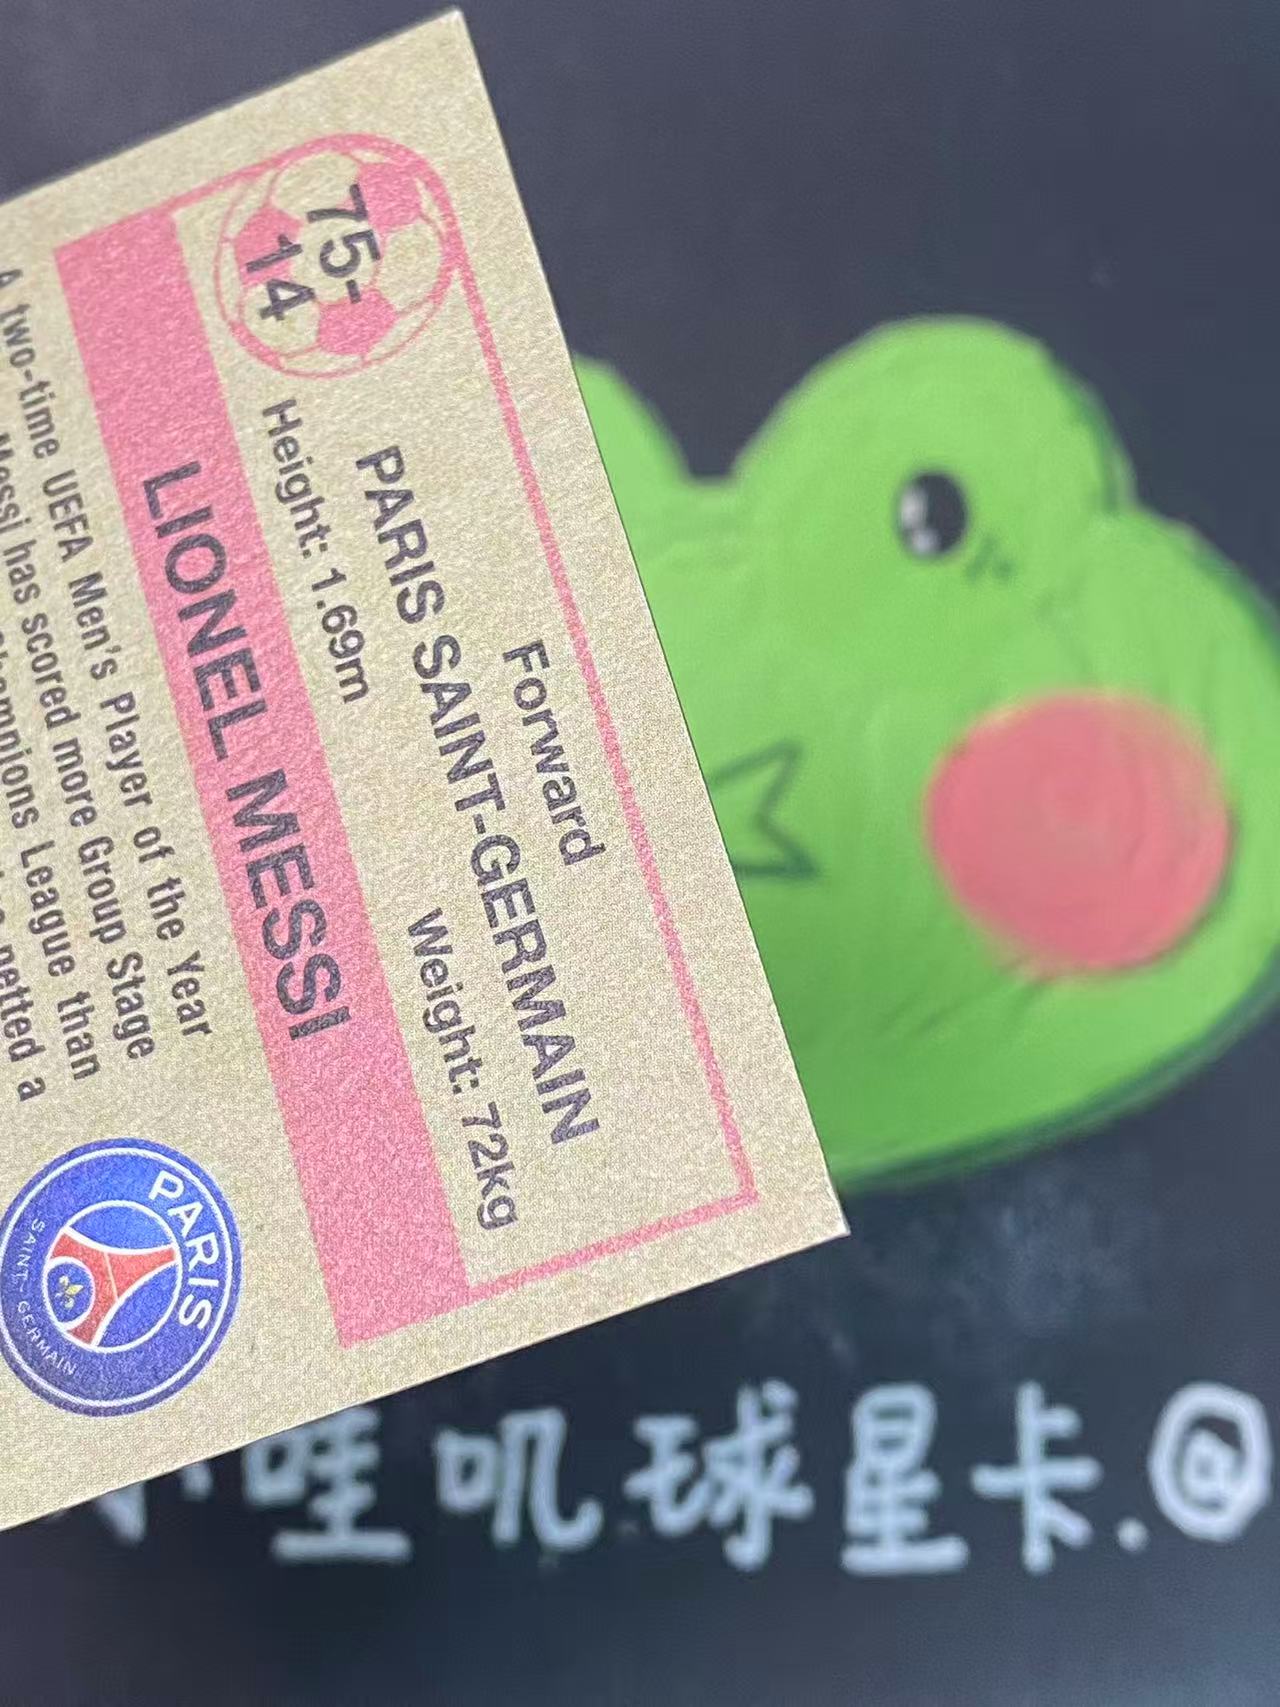 75-
14
Forward
PARIS SAINT-GERMAIN
Height: 1.69m Weight: 72kg
LIONEL MESSI
A two-time UEFA Men's Player of the Year
Messi has scored more Group Stage
Champions League than
netted a
PARIS
SAINT-GERMAIN
哇叽球星卡.@